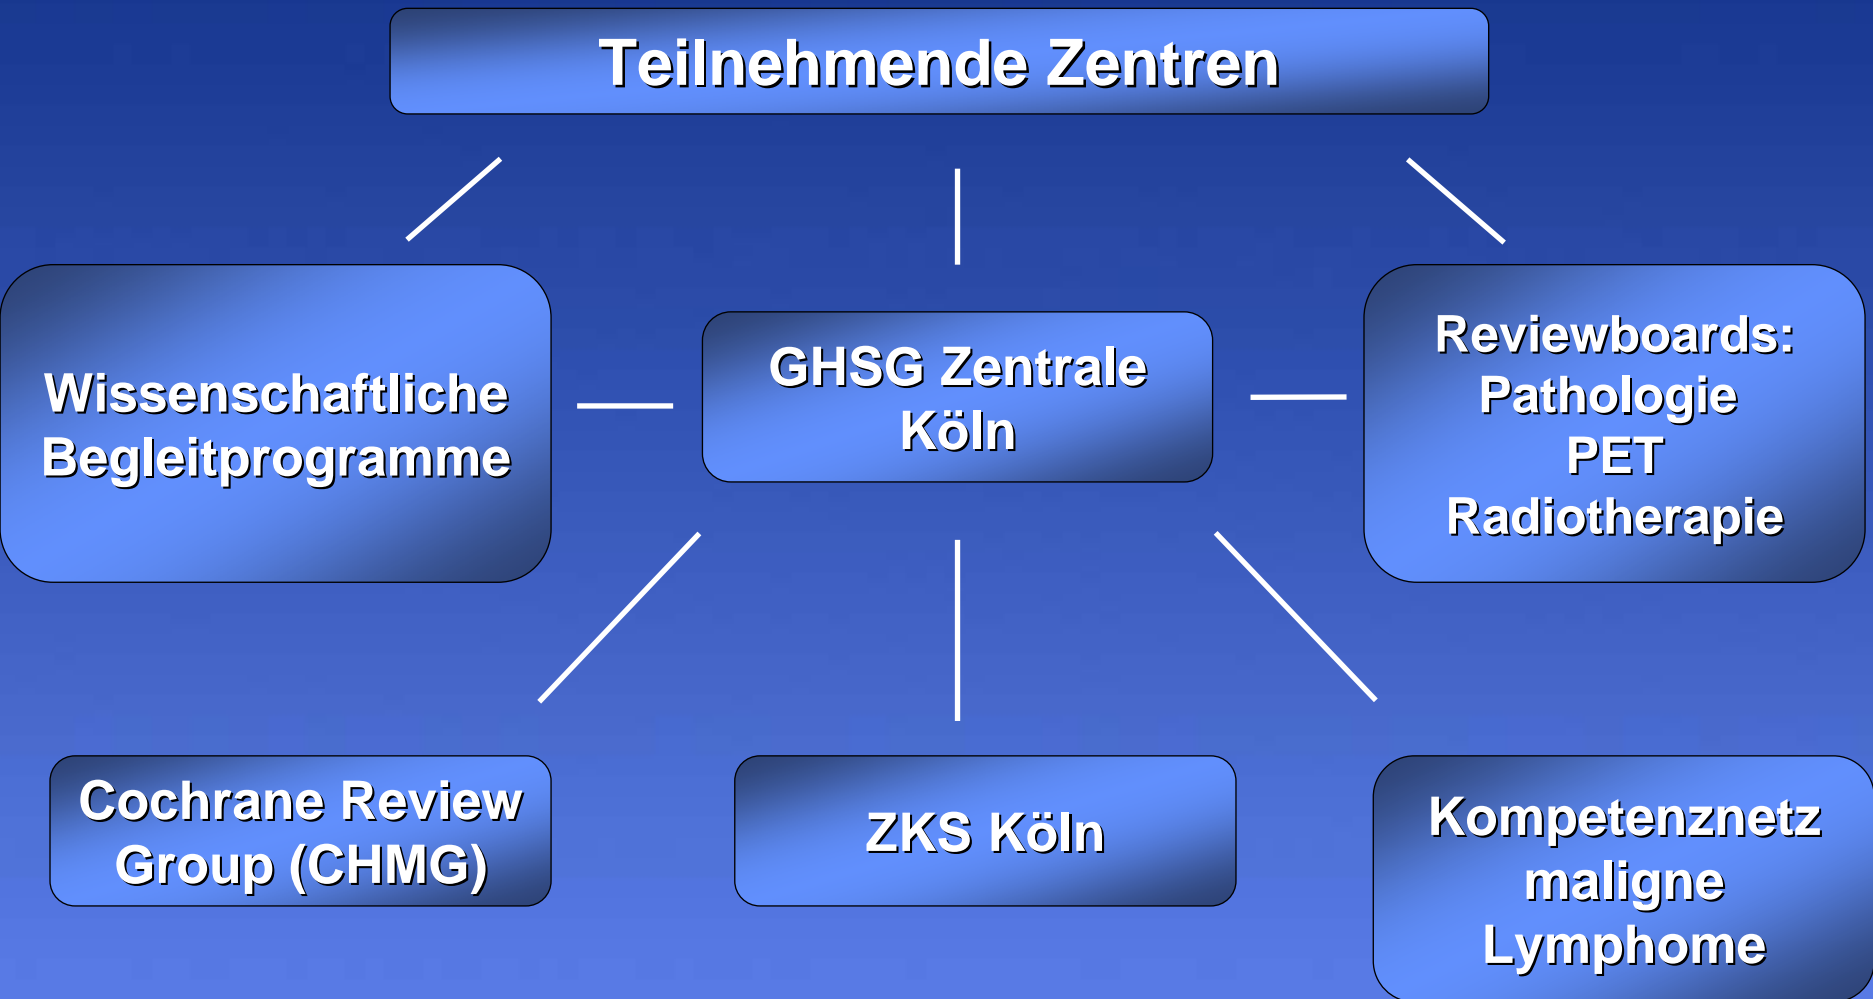 Teilnehmende Zentren
Wissenschaftliche
Begleitprogramme
GHSG Zentrale
Köln
Reviewboards:
Pathologie
PET
Radiotherapie
Cochrane Review
Group (CHMG)
ZKS Köln
Kompetenznetz
maligne
Lymphome